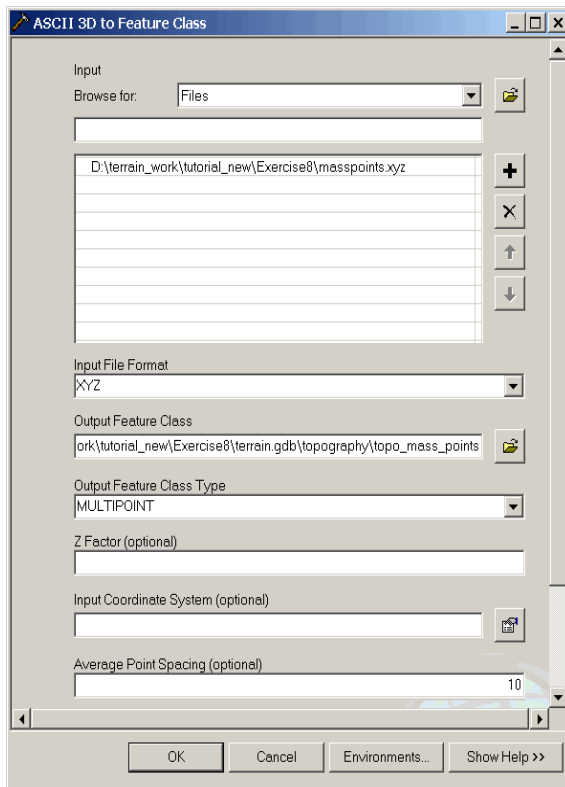 ASCII 3D to Feature Class
Input
Browse for: Files
D:\terrain_work\tutorial_new\Exercise8\masspoints.xyz
Input File Format
XYZ
Output Feature Class
ork\tutorial_new\Exercise8\terrain.gdb\topography\topo_mass_points
Output Feature Class Type
MULTIPOINT
Z Factor (optional)
Input Coordinate System (optional)
Average Point Spacing (optional)
10
OK Cancel Environments... Show Help >>